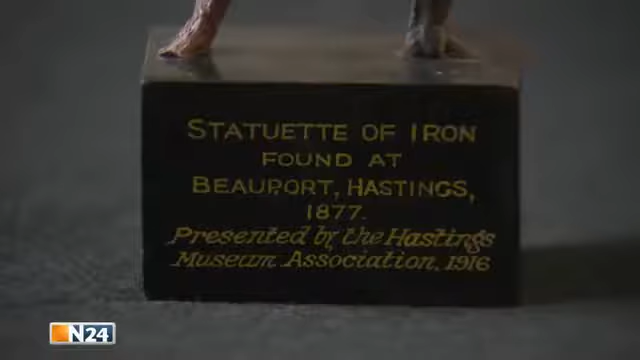 STATUETTE OF IRON
FOUND AT
BEAUPORT, HASTINGS,
1877.
Presented by the Hastings
Museum Association, 1916
N24